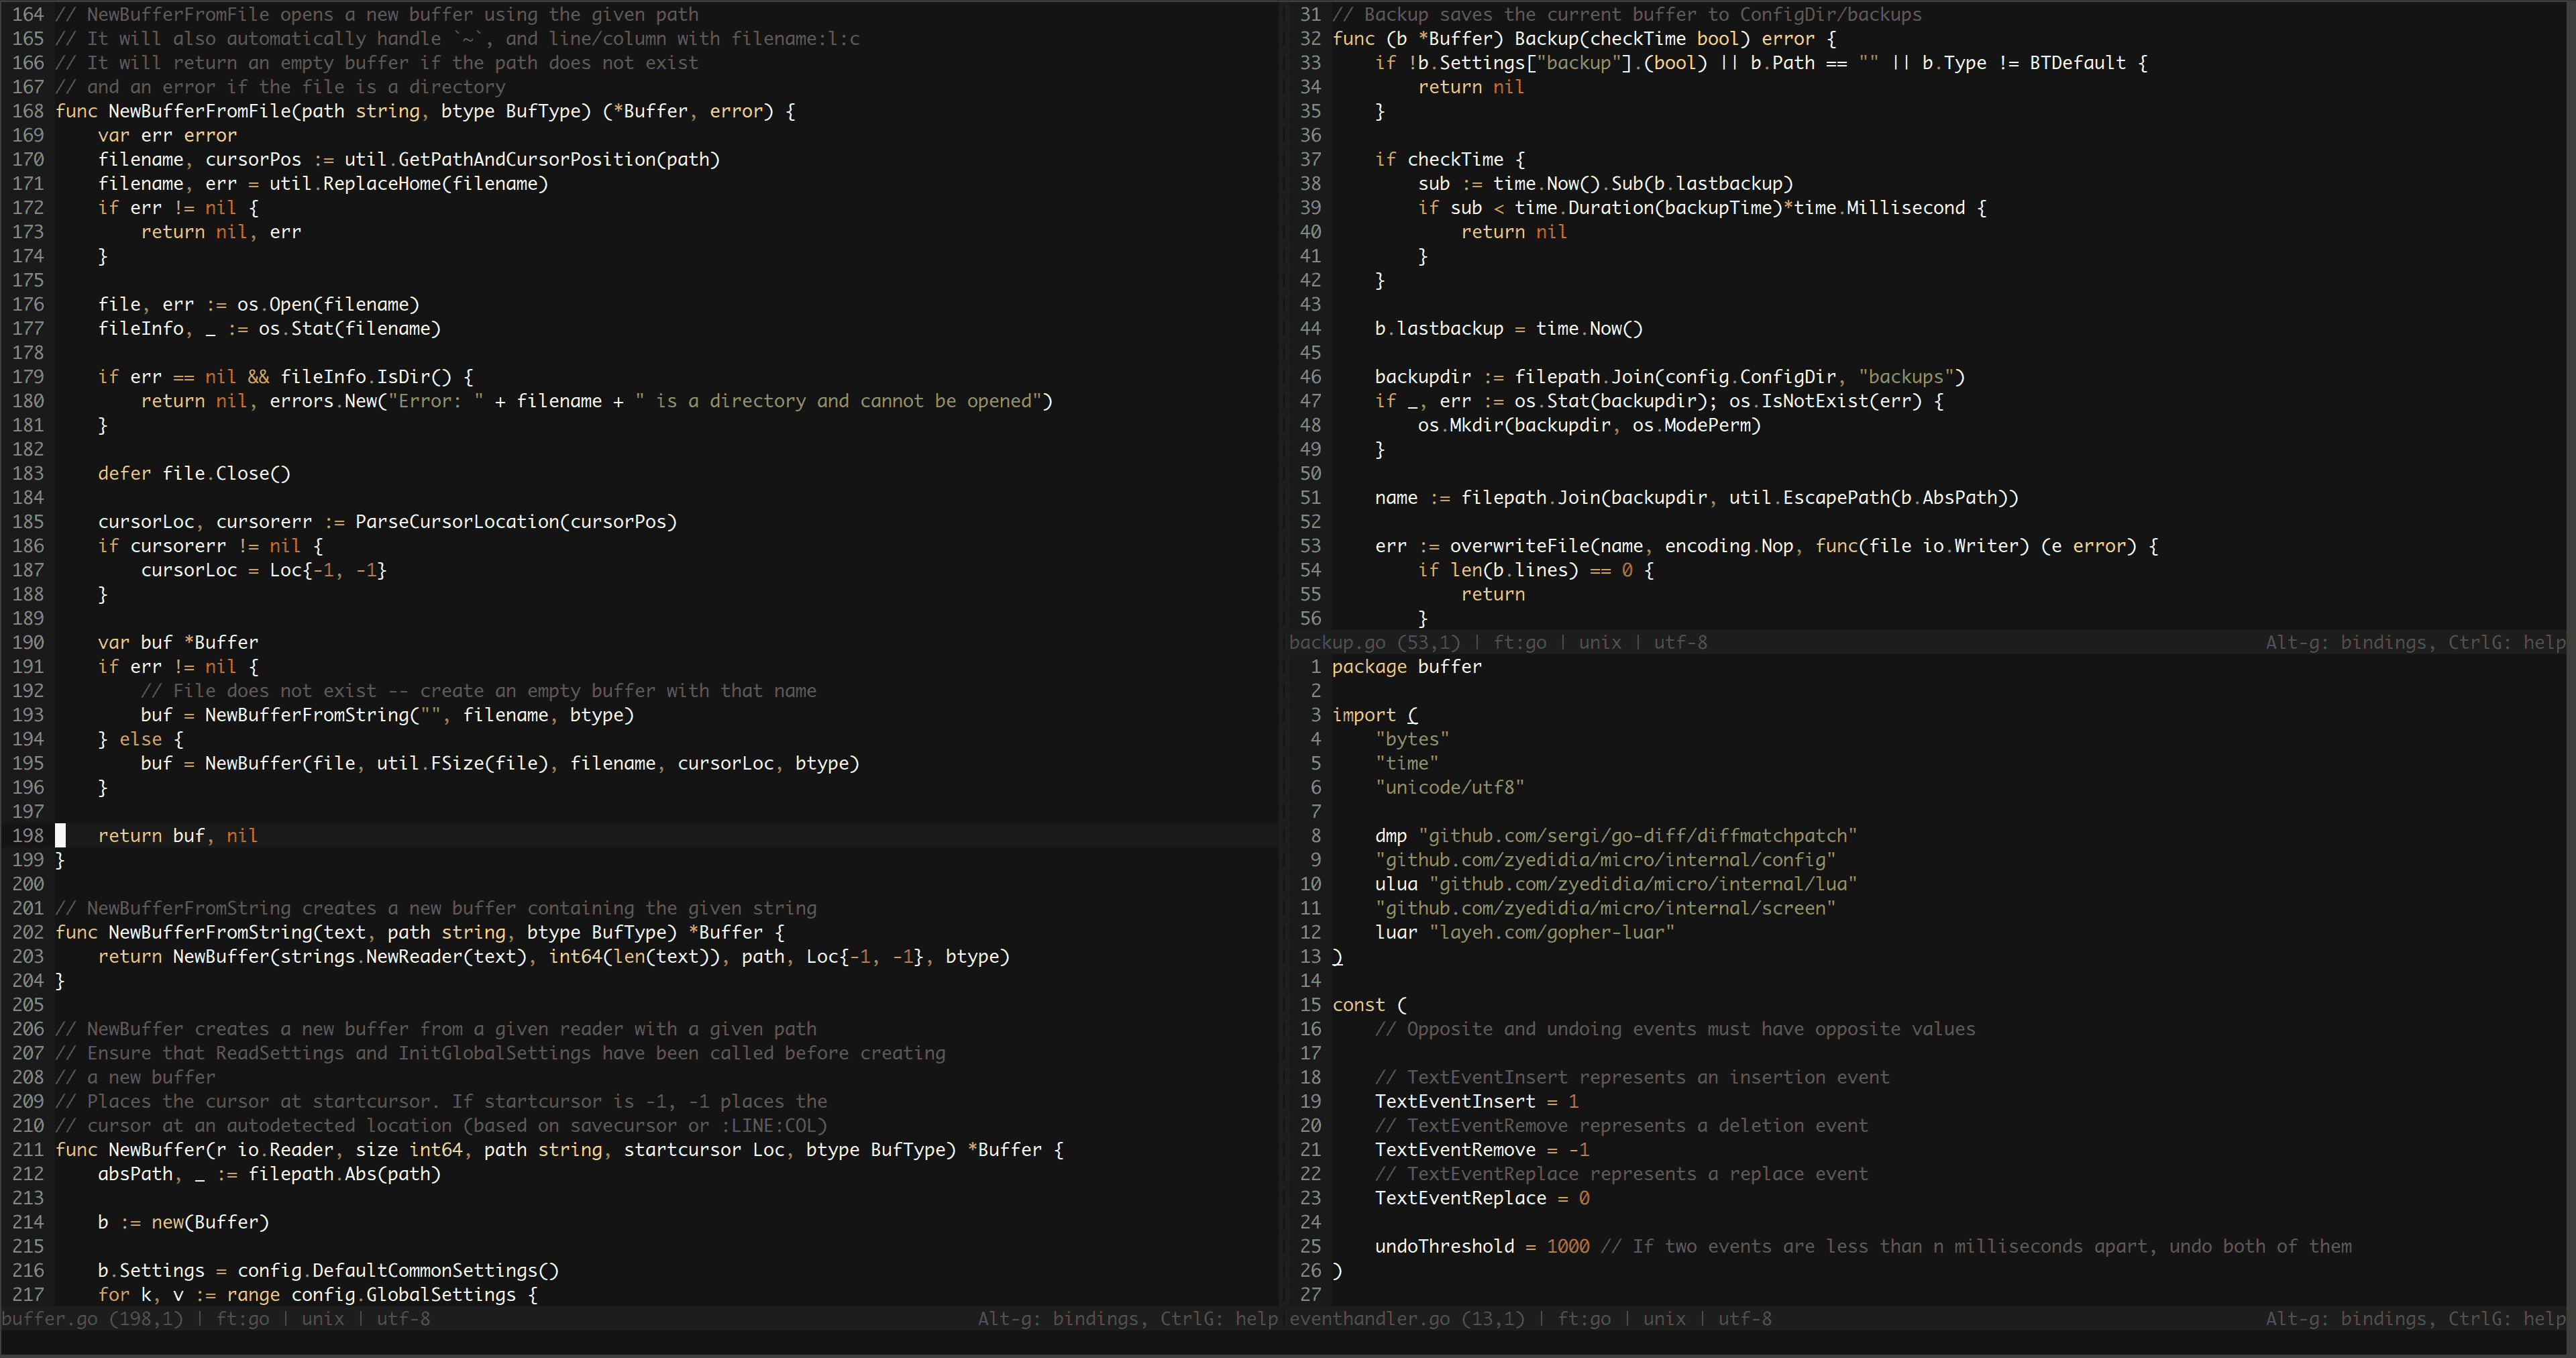 164 // NewBufferFromFile opens a new buffer using the given path
165 // It will also automatically handle `~`, and line/column with filename:l:c
166 // It will return an empty buffer if the path does not exist
167 // and an error if the file is a directory
168 func NewBufferFromFile(path string, btype BufType) (*Buffer, error) {
169     var err error
170     filename, cursorPos := util.GetPathAndCursorPosition(path)
171     filename, err = util.ReplaceHome(filename)
172     if err != nil {
173         return nil, err
174     }
175
176     file, err := os.Open(filename)
177     fileInfo, _ := os.Stat(filename)
178
179     if err == nil && fileInfo.IsDir() {
180         return nil, errors.New("Error: " + filename + " is a directory and cannot be opened")
181     }
182
183     defer file.Close()
184
185     cursorLoc, cursorerr := ParseCursorLocation(cursorPos)
186     if cursorerr != nil {
187         cursorLoc = Loc{-1, -1}
188     }
189
190     var buf *Buffer
191     if err != nil {
192         // File does not exist -- create an empty buffer with that name
193         buf = NewBufferFromString("", filename, btype)
194     } else {
195         buf = NewBuffer(file, util.FSize(file), filename, cursorLoc, btype)
196     }
197
198     return buf, nil
199 }
200
201 // NewBufferFromString creates a new buffer containing the given string
202 func NewBufferFromString(text, path string, btype BufType) *Buffer {
203     return NewBuffer(strings.NewReader(text), int64(len(text)), path, Loc{-1, -1}, btype)
204 }
205
206 // NewBuffer creates a new buffer from a given reader with a given path
207 // Ensure that ReadSettings and InitGlobalSettings have been called before creating
208 // a new buffer
209 // Places the cursor at startcursor. If startcursor is -1, -1 places the
210 // cursor at an autodetected location (based on savecursor or :LINE:COL)
211 func NewBuffer(r io.Reader, size int64, path string, startcursor Loc, btype BufType) *Buffer {
212     absPath, _ := filepath.Abs(path)
213
214     b := new(Buffer)
215
216     b.Settings = config.DefaultCommonSettings()
217     for k, v := range config.GlobalSettings {
buffer.go (198,1) | ft:go | unix | utf-8 Alt-g: bindings, CtrlG: help
31 // Backup saves the current buffer to ConfigDir/backups
32 func (b *Buffer) Backup(checkTime bool) error {
33     if !b.Settings["backup"].(bool) || b.Path == "" || b.Type != BTDefault {
34         return nil
35     }
36
37     if checkTime {
38         sub := time.Now().Sub(b.lastbackup)
39         if sub < time.Duration(backupTime)*time.Millisecond {
40             return nil
41         }
42     }
43
44     b.lastbackup = time.Now()
45
46     backupdir := filepath.Join(config.ConfigDir, "backups")
47     if _, err := os.Stat(backupdir); os.IsNotExist(err) {
48         os.Mkdir(backupdir, os.ModePerm)
49     }
50
51     name := filepath.Join(backupdir, util.EscapePath(b.AbsPath))
52
53     err := overwriteFile(name, encoding.Nop, func(file io.Writer) (e error) {
54         if len(b.lines) == 0 {
55             return
56         }
backup.go (53,1) | ft:go | unix | utf-8 Alt-g: bindings, CtrlG: help
1 package buffer
2
3 import (
4     "bytes"
5     "time"
6     "unicode/utf8"
7
8     dmp "github.com/sergi/go-diff/diffmatchpatch"
9     "github.com/zyedidia/micro/internal/config"
10     ulua "github.com/zyedidia/micro/internal/lua"
11     "github.com/zyedidia/micro/internal/screen"
12     luar "layeh.com/gopher-luar"
13 )
14
15 const (
16     // Opposite and undoing events must have opposite values
17
18     // TextEventInsert represents an insertion event
19     TextEventInsert = 1
20     // TextEventRemove represents a deletion event
21     TextEventRemove = -1
22     // TextEventReplace represents a replace event
23     TextEventReplace = 0
24
25     undoThreshold = 1000 // If two events are less than n milliseconds apart, undo both of them
26 )
27
eventhandler.go (13,1) | ft:go | unix | utf-8 Alt-g: bindings, CtrlG: help